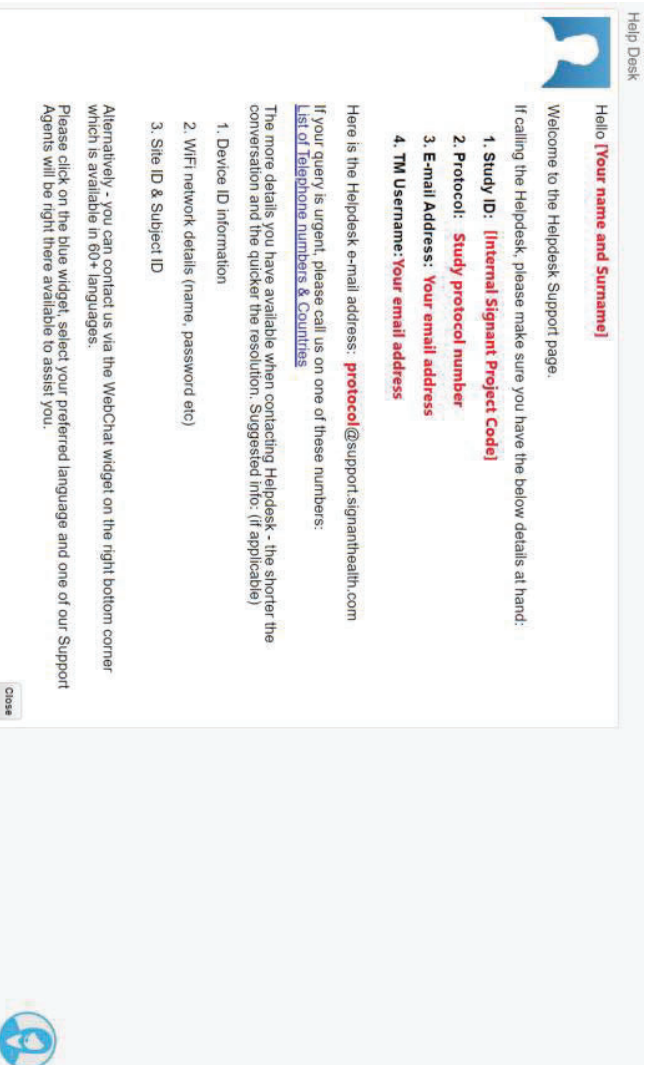 Help Desk
Hello [Your name and Surname]
Welcome to the Helpdesk Support page.
If calling the Helpdesk, please make sure you have the below details at hand:
1. Study ID: [Internal Signant Project Code]
2. Protocol: Study protocol number
3. E-mail Address: Your email address
4. TM Username:Your email address
Here is the Helpdesk e-mail address: protocol@support.signanthealth.com
If your query is urgent, please call us on one of these numbers:
List of Telephone numbers & Countries
The more details you have available when contacting Helpdesk - the shorter the
conversation and the quicker the resolution. Suggested info: (if applicable)
1. Device ID information
2. WiFi network details (name, password etc)
3. Site ID & Subject ID
Alternatively - you can contact us via the WebChat widget on the right bottom corner
which is available in 60+ languages.
Please click on the blue widget, select your preferred language and one of our Support
Agents will be right there available to assist you.
Close